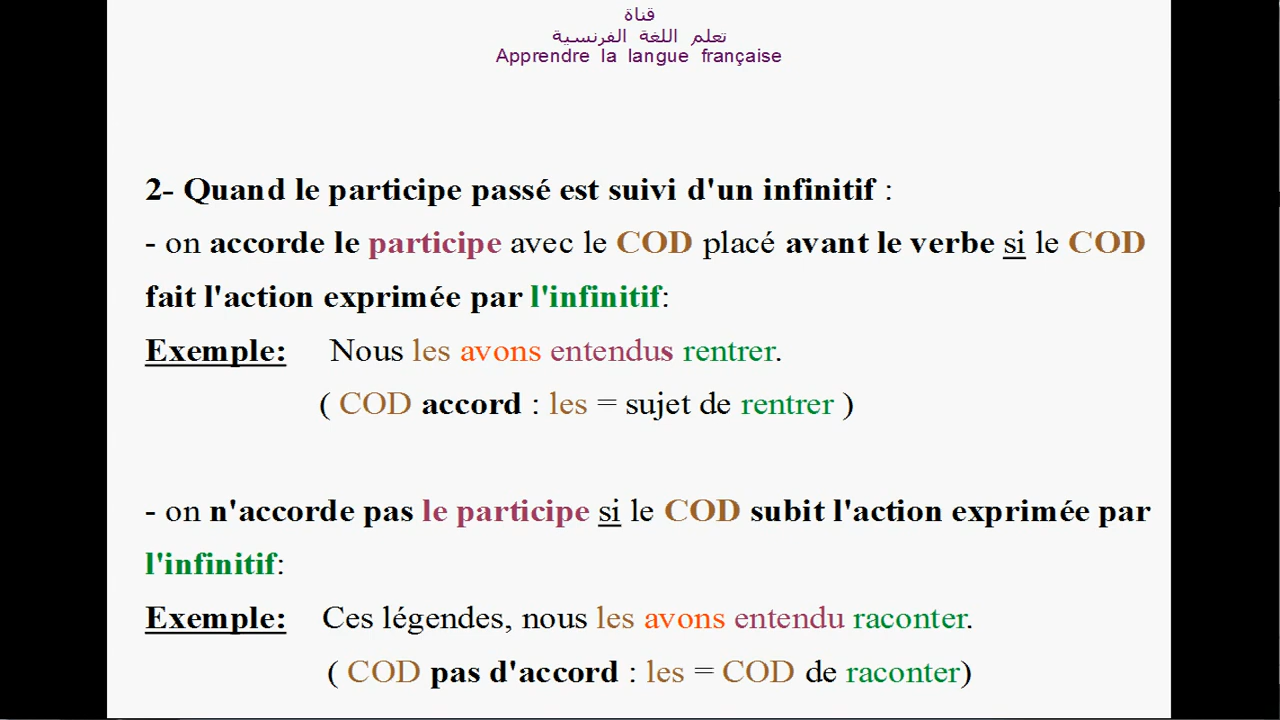 قناة
تعلم اللغة الفرنسية
Apprendre la langue française
2- Quand le participe passé est suivi d'un infinitif :
- on accorde le participe avec le COD placé avant le verbe si le COD
fait l'action exprimée par l'infinitif:
Exemple: Nous les avons entendus rentrer.
( COD accord : les = sujet de rentrer )
- on n'accorde pas le participe si le COD subit l'action exprimée par
l'infinitif:
Exemple: Ces légendes, nous les avons entendu raconter.
( COD pas d'accord : les = COD de raconter)